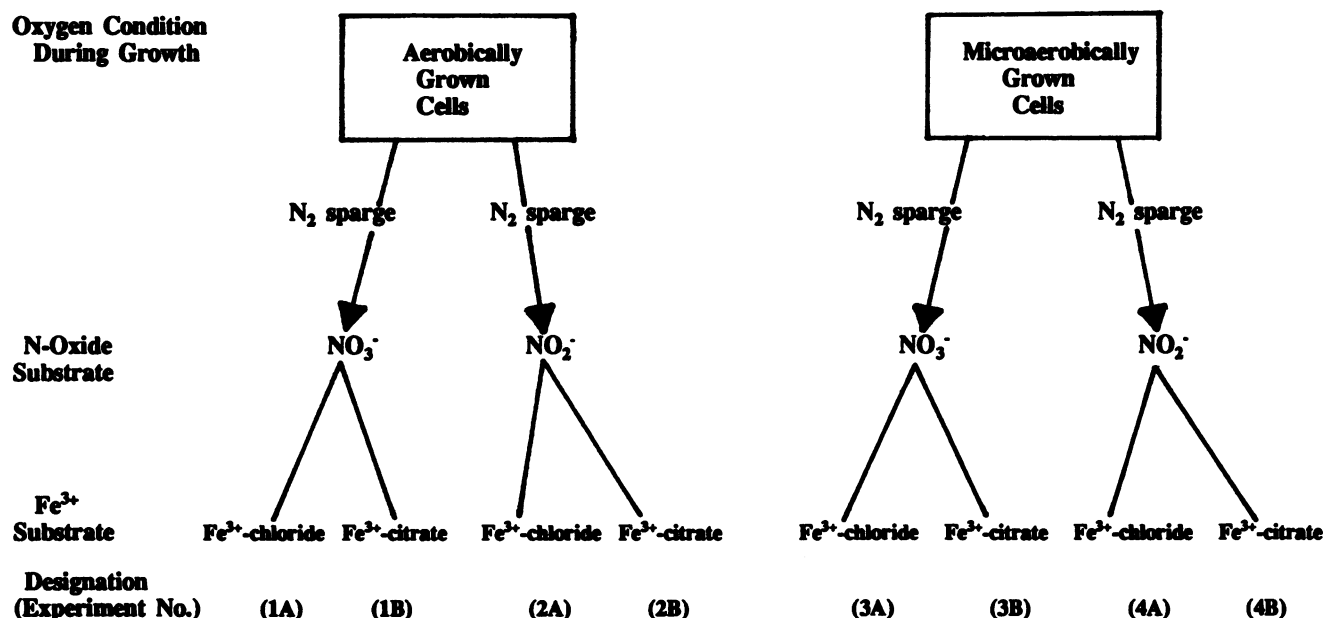 Oxygen Condition
During Growth
Aerobically
Grown
Cells
Microaerobically
Grown
Cells
N₂ sparge
N₂ sparge
N₂ sparge
N₂ sparge
N-Oxide
Substrate
NO₃⁻
NO₂⁻
NO₃⁻
NO₂⁻
Fe³⁺
Substrate
Fe³⁺-chloride
Fe³⁺-citrate
Fe³⁺-chloride
Fe³⁺-citrate
Fe³⁺-chloride
Fe³⁺-citrate
Fe³⁺-chloride
Fe³⁺-citrate
Designation
(Experiment No.)
(1A)
(1B)
(2A)
(2B)
(3A)
(3B)
(4A)
(4B)